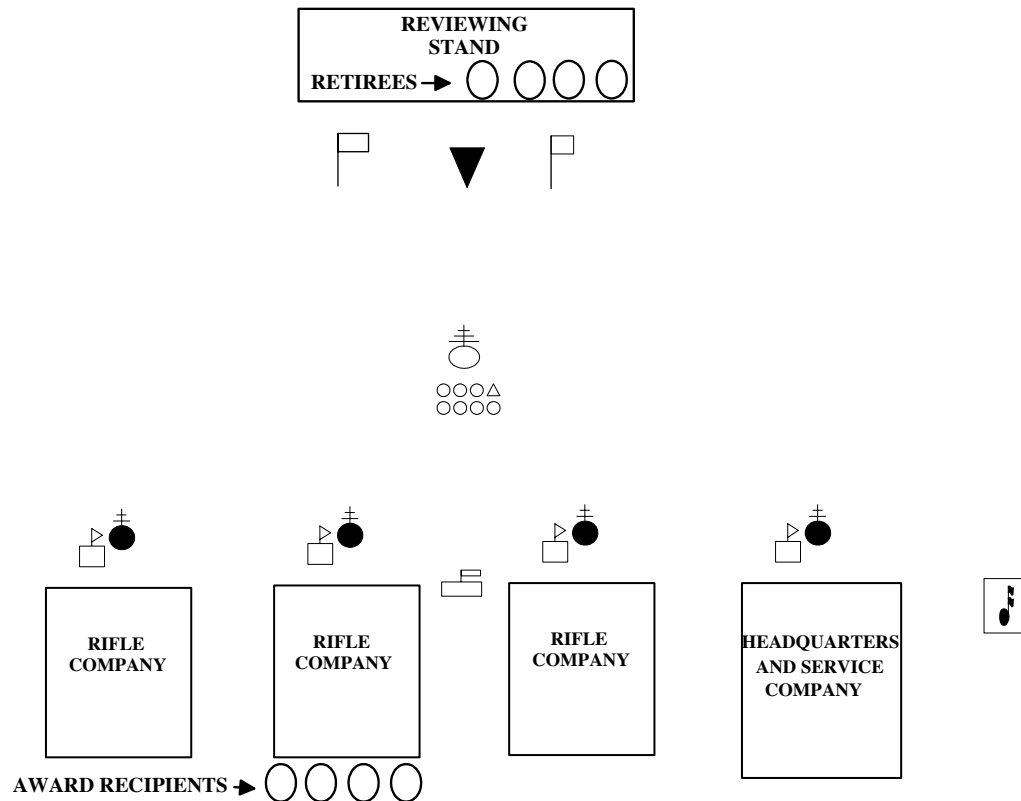 REVIEWING
STAND
RETIREES
RIFLE
COMPANY
RIFLE
COMPANY
RIFLE
COMPANY
HEADQUARTERS
AND SERVICE
COMPANY
AWARD RECIPIENTS